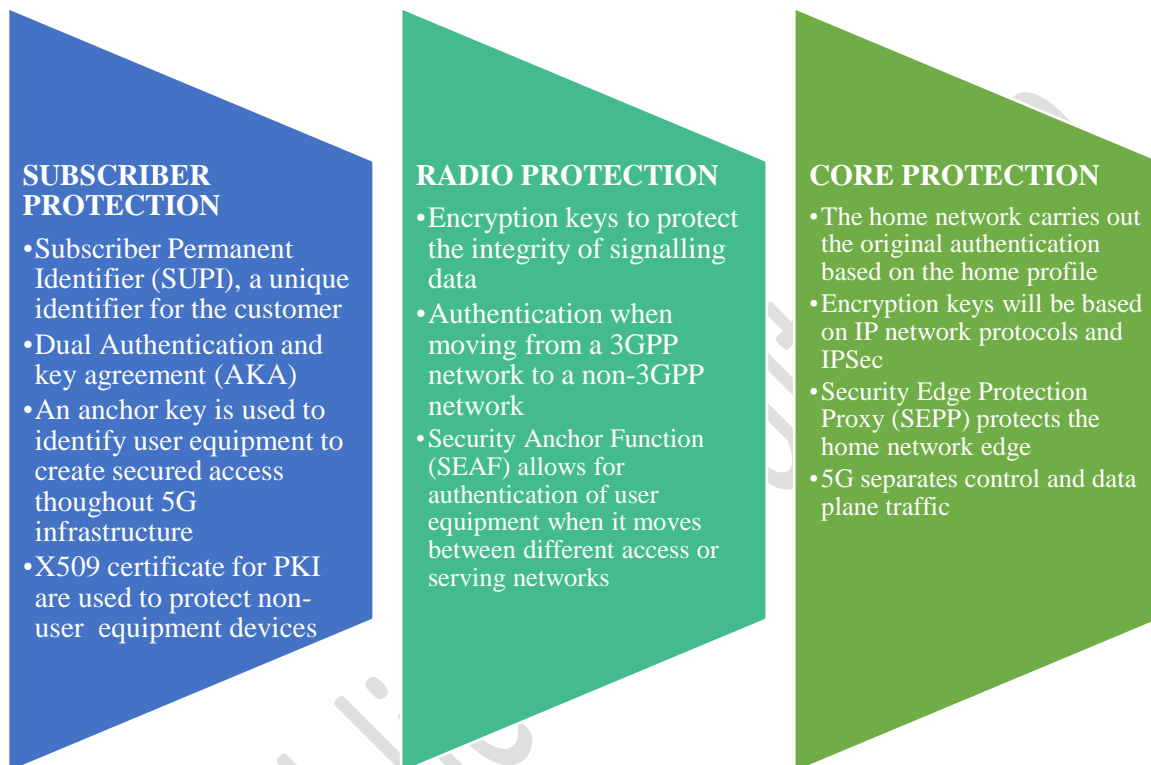 SUBSCRIBER
PROTECTION
•Subscriber Permanent
Identifier (SUPI), a unique
identifier for the customer
•Dual Authentication and
key agreement (AKA)
•An anchor key is used to
identify user equipment to
create secured access
thoughout 5G
infrastructure
•X509 certificate for PKI
are used to protect non-
user equipment devices
RADIO PROTECTION
•Encryption keys to protect
the integrity of signalling
data
•Authentication when
moving from a 3GPP
network to a non-3GPP
network
•Security Anchor Function
(SEAF) allows for
authentication of user
equipment when it moves
between different access or
serving networks
CORE PROTECTION
•The home network carries out
the original authentication
based on the home profile
•Encryption keys will be based
on IP network protocols and
IPSec
•Security Edge Protection
Proxy (SEPP) protects the
home network edge
•5G separates control and data
plane traffic